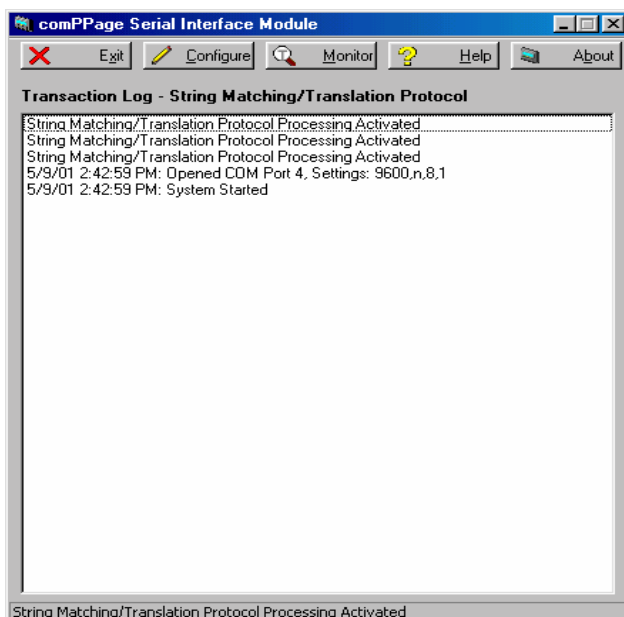 comPPage Serial Interface Module
Exit Configure Monitor Help About
Transaction Log - String Matching/Translation Protocol
String Matching/Translation Protocol Processing Activated
String Matching/Translation Protocol Processing Activated
String Matching/Translation Protocol Processing Activated
5/9/01 2:42:59 PM: Opened COM Port 4, Settings: 9600,n,8,1
5/9/01 2:42:59 PM: System Started
String Matching/Translation Protocol Processing Activated